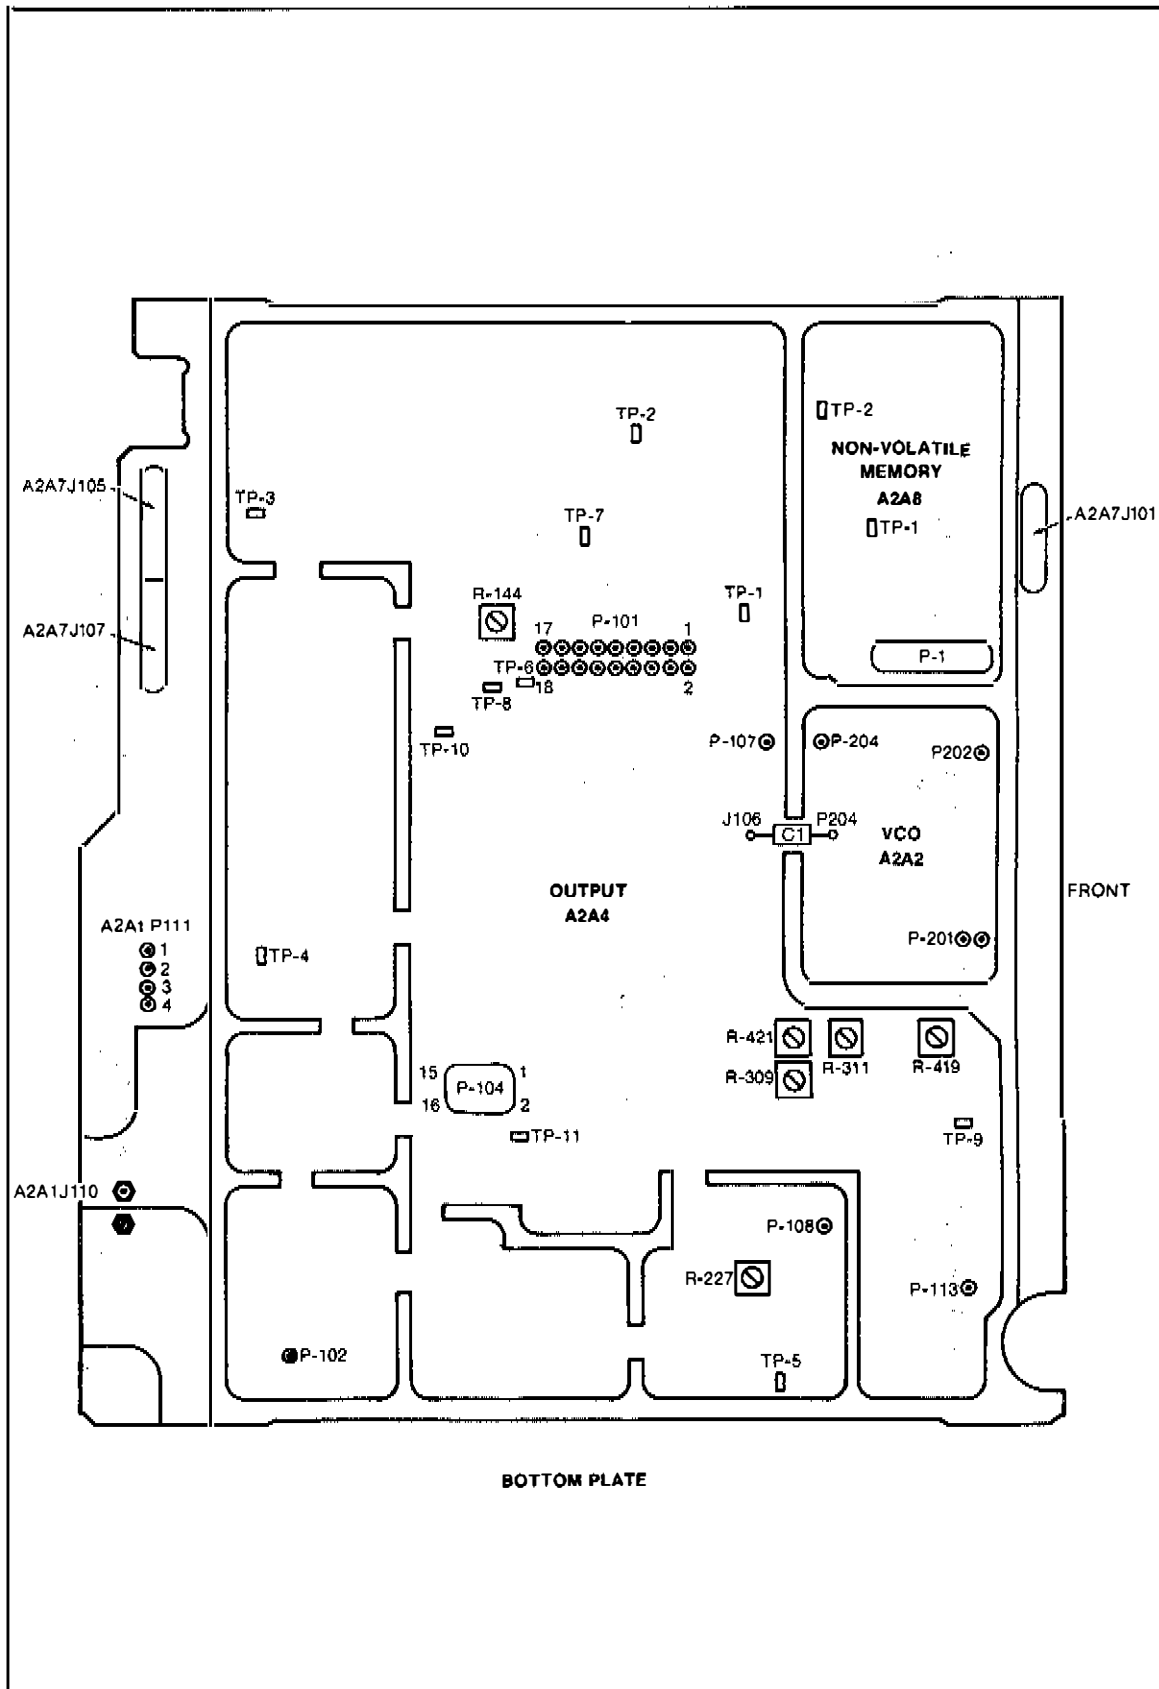 TP-2
TP-2
NON-VOLATILE
MEMORY
A2A8
A2A7J105
TP-3
A2A7J101
TP-7
TP-1
R-144
TP-1
P-101
17
1
A2A7J107
P-1
TP-6
18
2
TP-8
TP-10
P-107
P-204
P202
J106
C1
P204
VCO
A2A2
OUTPUT
A2A4
FRONT
A2A1 P111
1
2
3
4
TP-4
P-201
R-421
R-311
R-419
R-309
15
1
P-104
16
2
TP-11
TP-9
A2A1J110
P-108
R-227
P-113
P-102
TP-5
BOTTOM PLATE